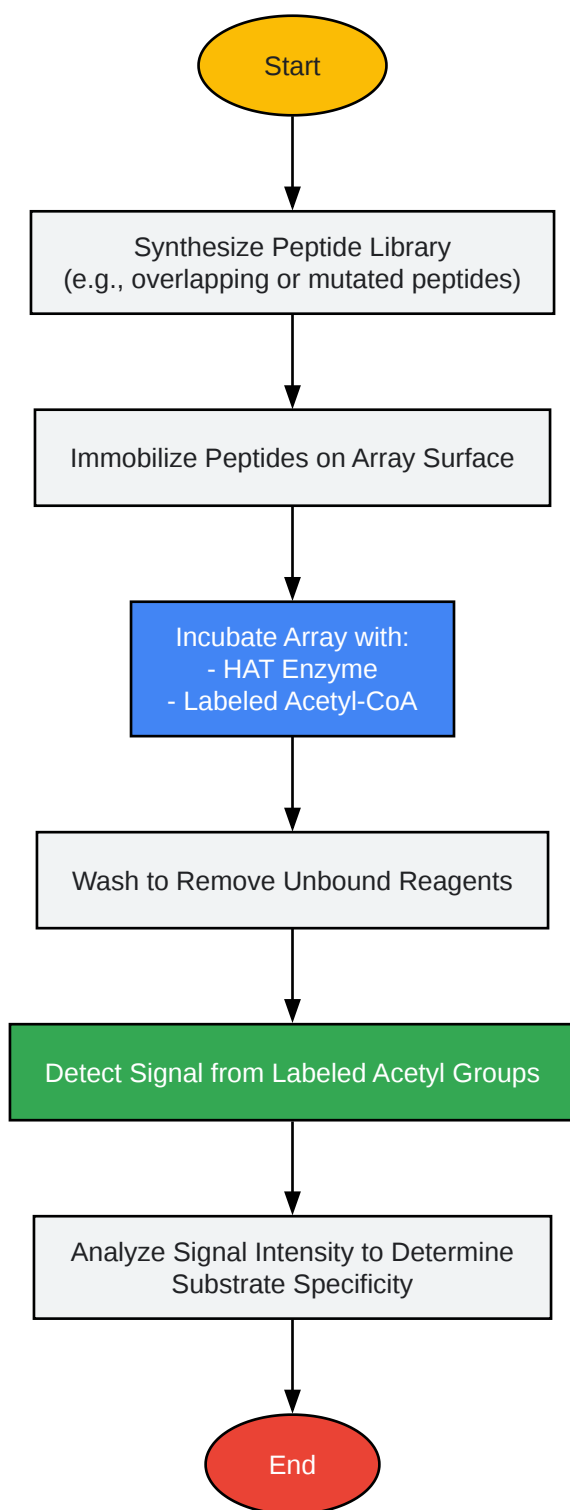 Start
Synthesize Peptide Library
(e.g., overlapping or mutated peptides)
Immobilize Peptides on Array Surface
Incubate Array with:
- HAT Enzyme
- Labeled Acetyl-CoA
Wash to Remove Unbound Reagents
Detect Signal from Labeled Acetyl Groups
Analyze Signal Intensity to Determine
Substrate Specificity
End